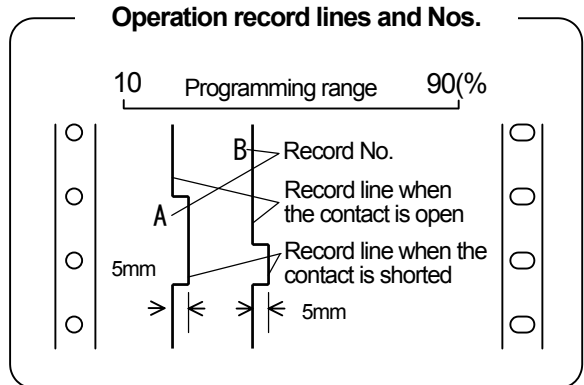 Operation record lines and Nos.
10 Programming range 90(%
B
Record No.
A
Record line when
the contact is open
Record line when the
contact is shorted
5mm
5mm